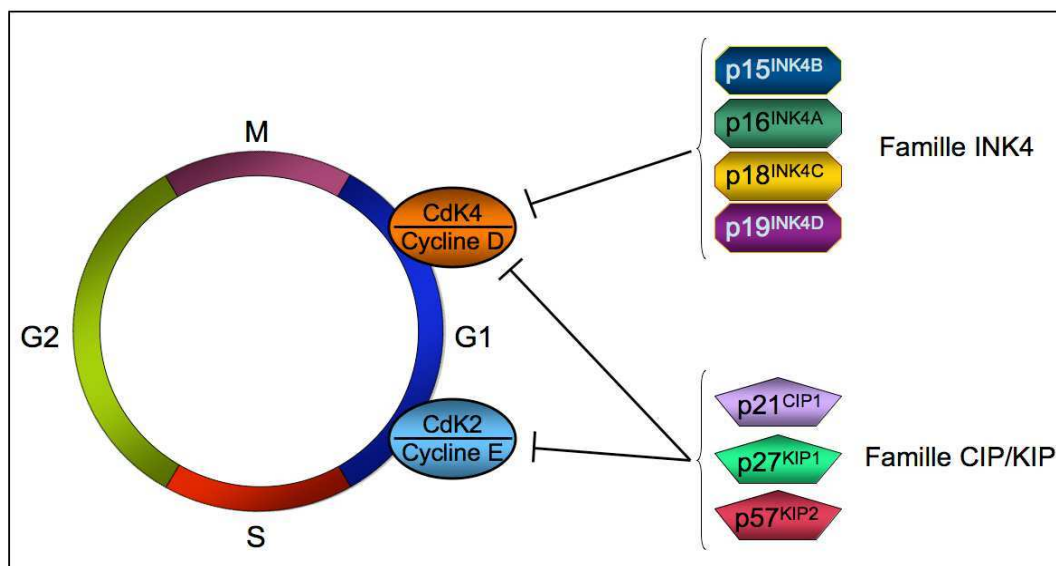 M
G2
G1
S
CdK4
Cycline D
CdK2
Cycline E
p15INK4B
p16INK4A
p18INK4C
p19INK4D
Famille INK4
p21CIP1
p27KIP1
p57KIP2
Famille CIP/KIP